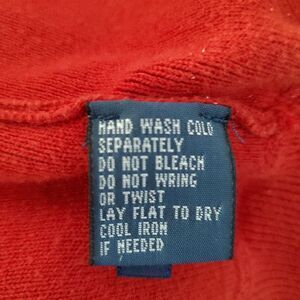 HAND WASH COLD
SEPARATELY
DO NOT BLEACH
DO NOT WRING
OR TWIST
LAY FLAT TO DRY
COOL IRON
IF NEEDED